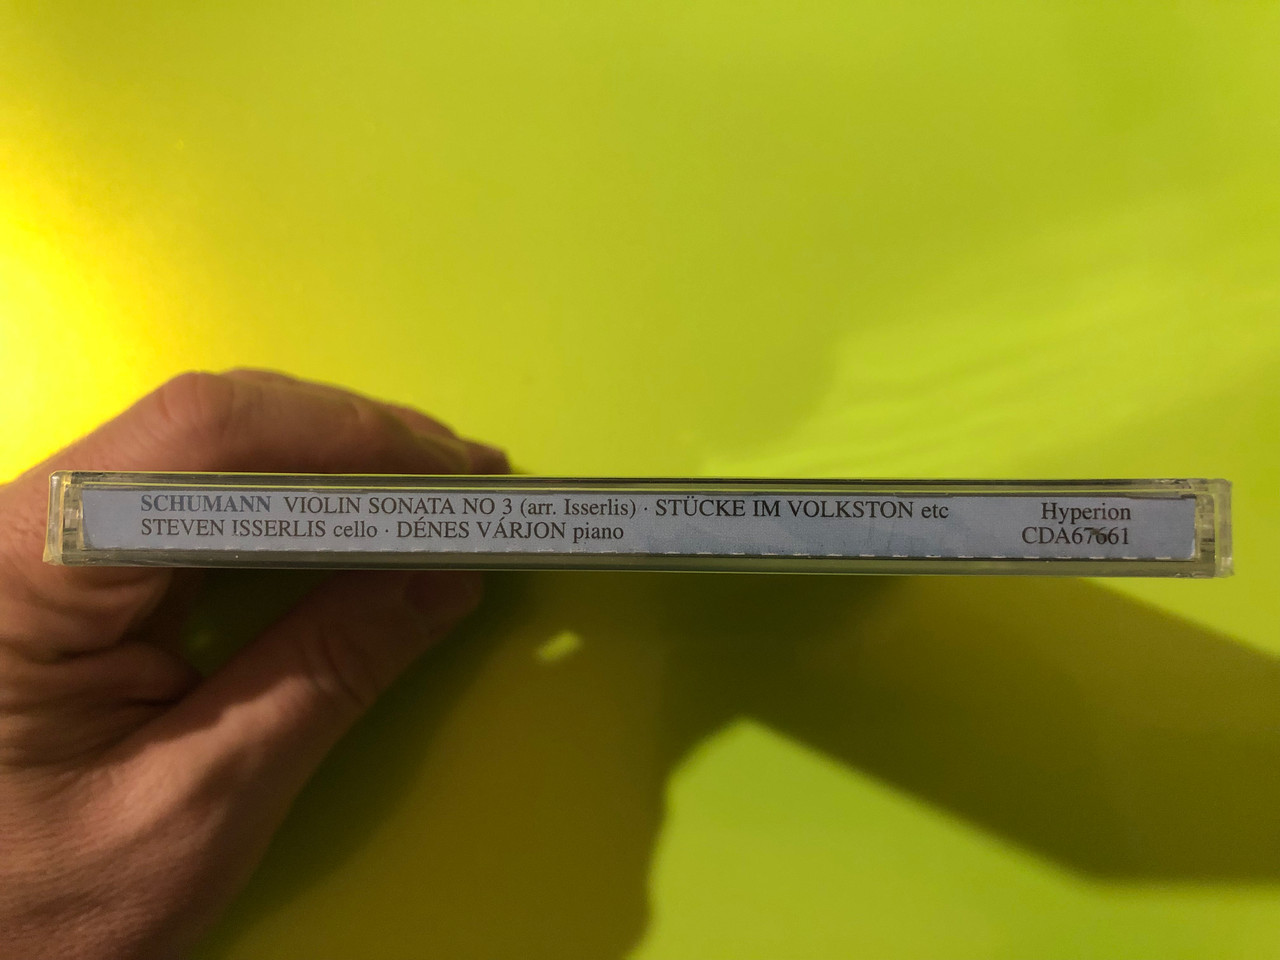 SCHUMANN VIOLIN SONATA NO 3 (arr. Isserlis) · STÜCKE IM VOLKSTON etc
STEVEN ISSERLIS cello · DÉNES VÁRJON piano
Hyperion
CDA67661